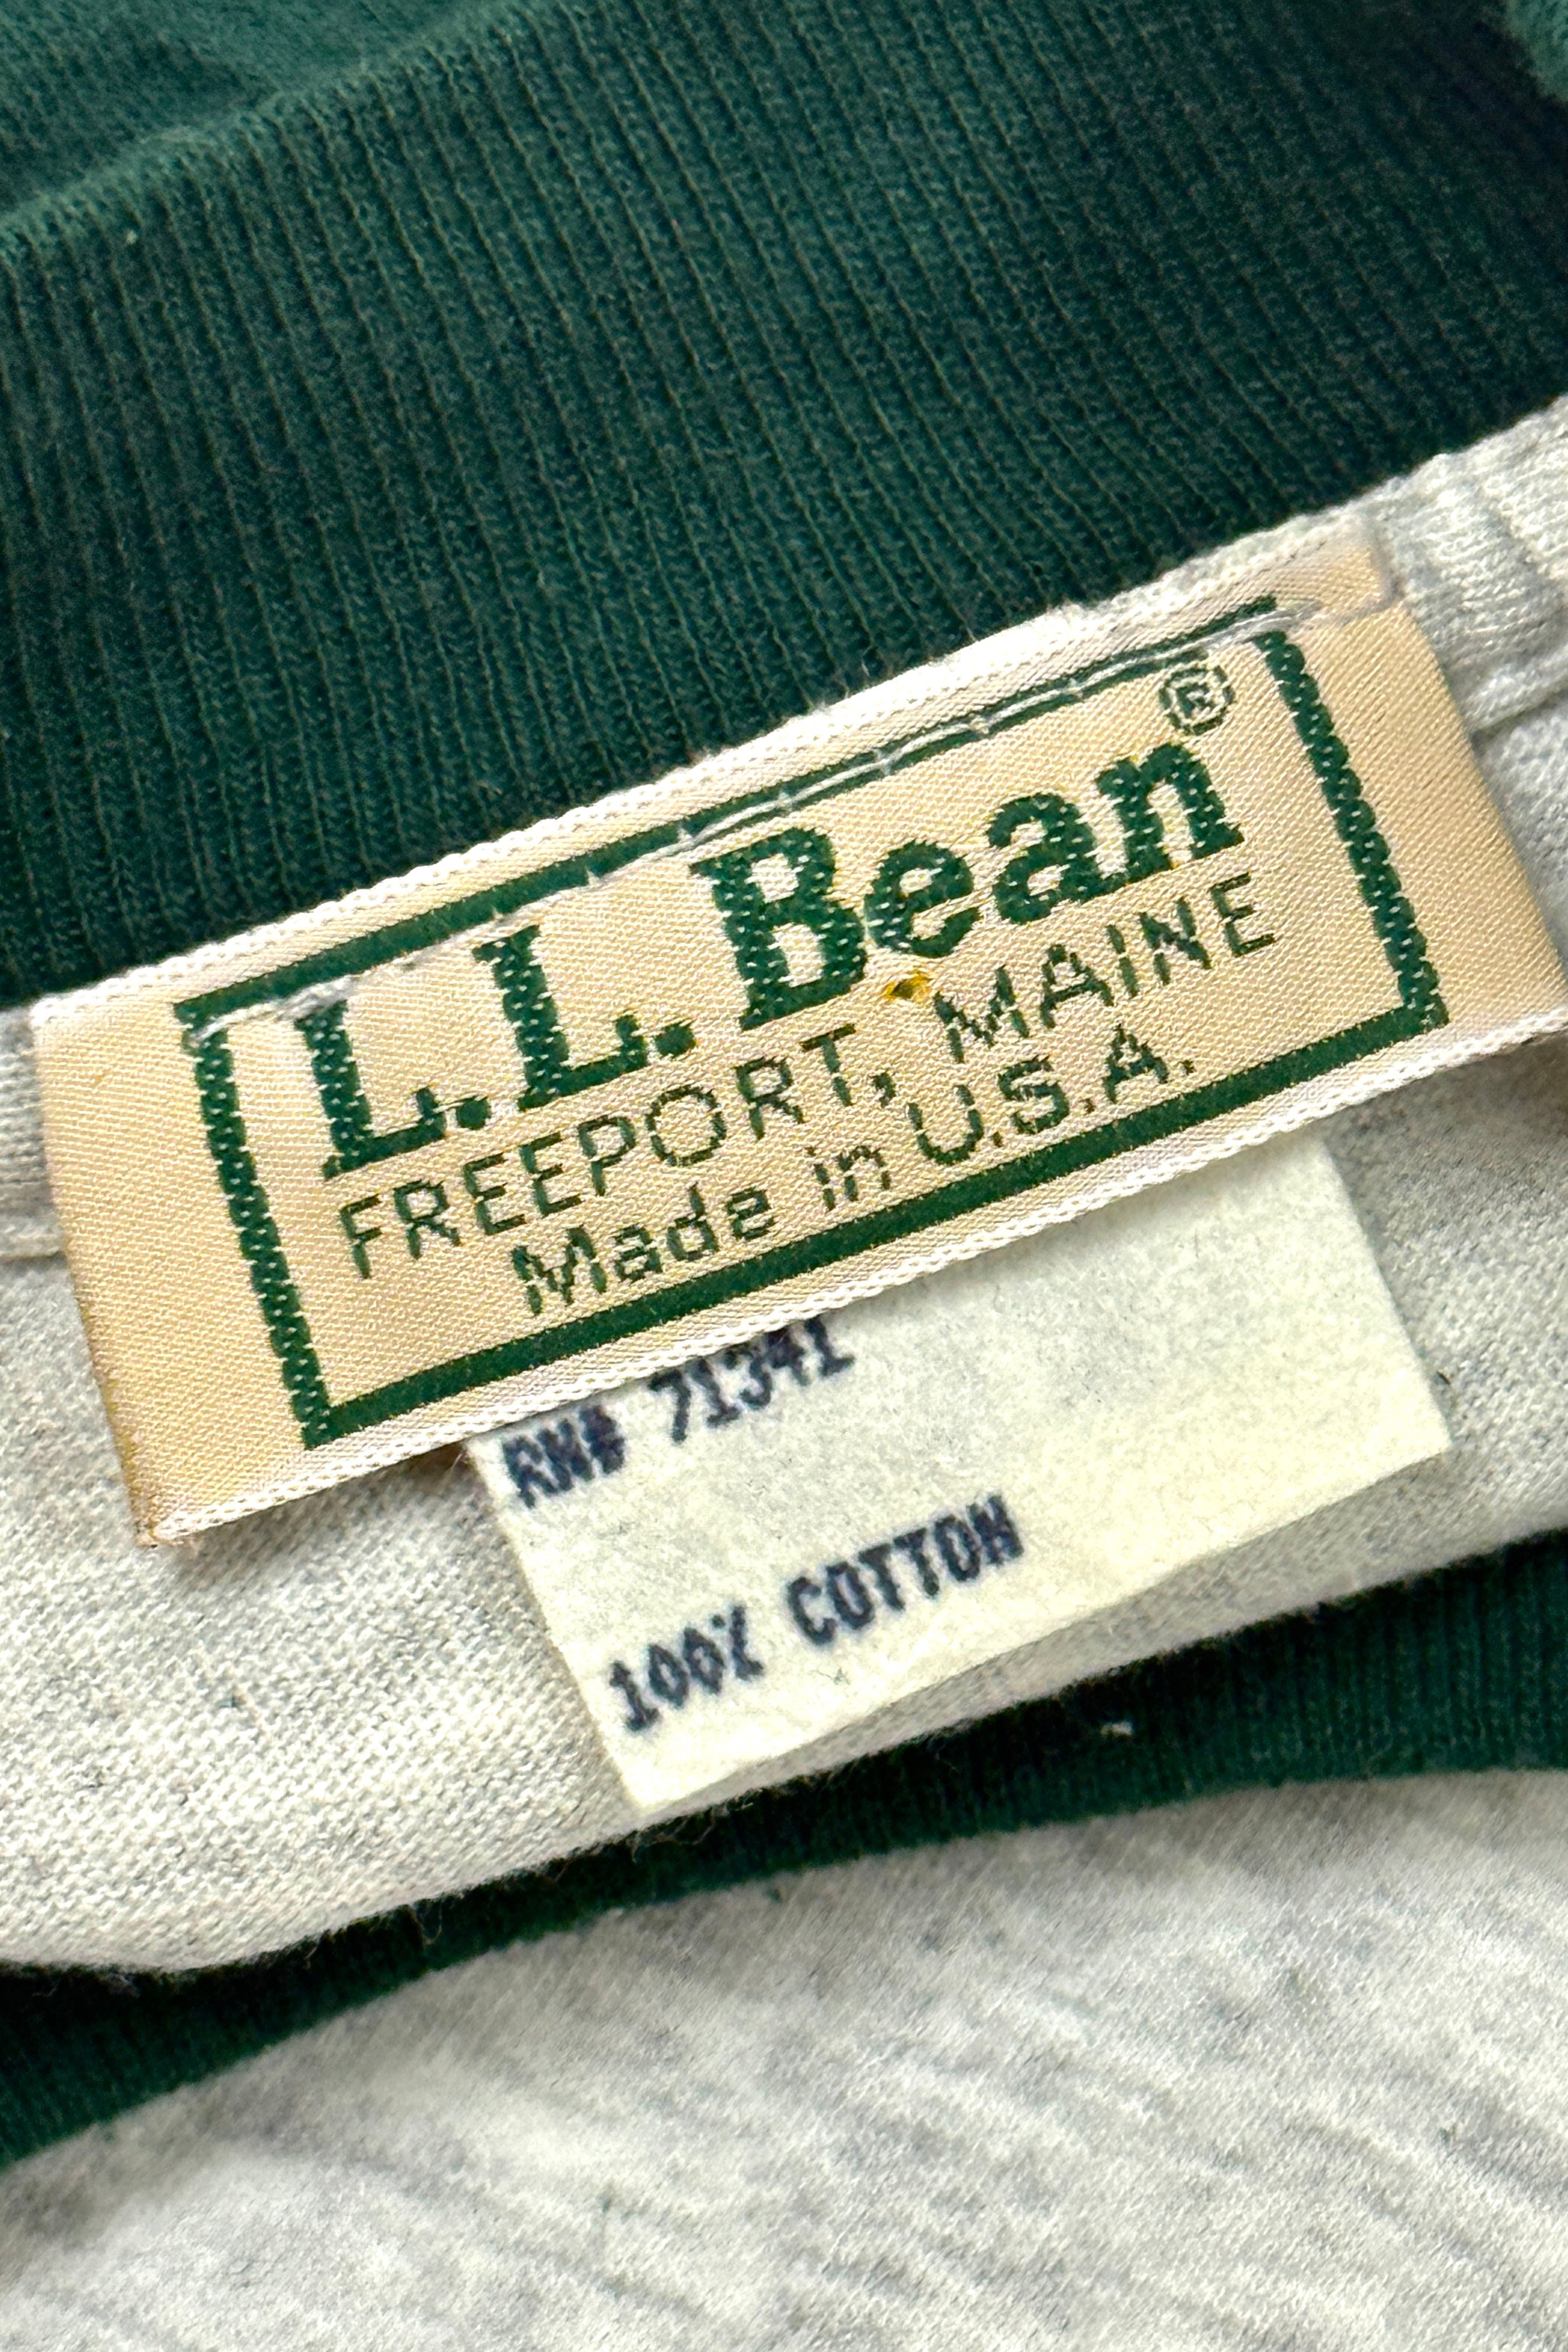 L.L.Bean®
FREEPORT, MAINE
Made in U.S.A.
RN# 71341
100% COTTON